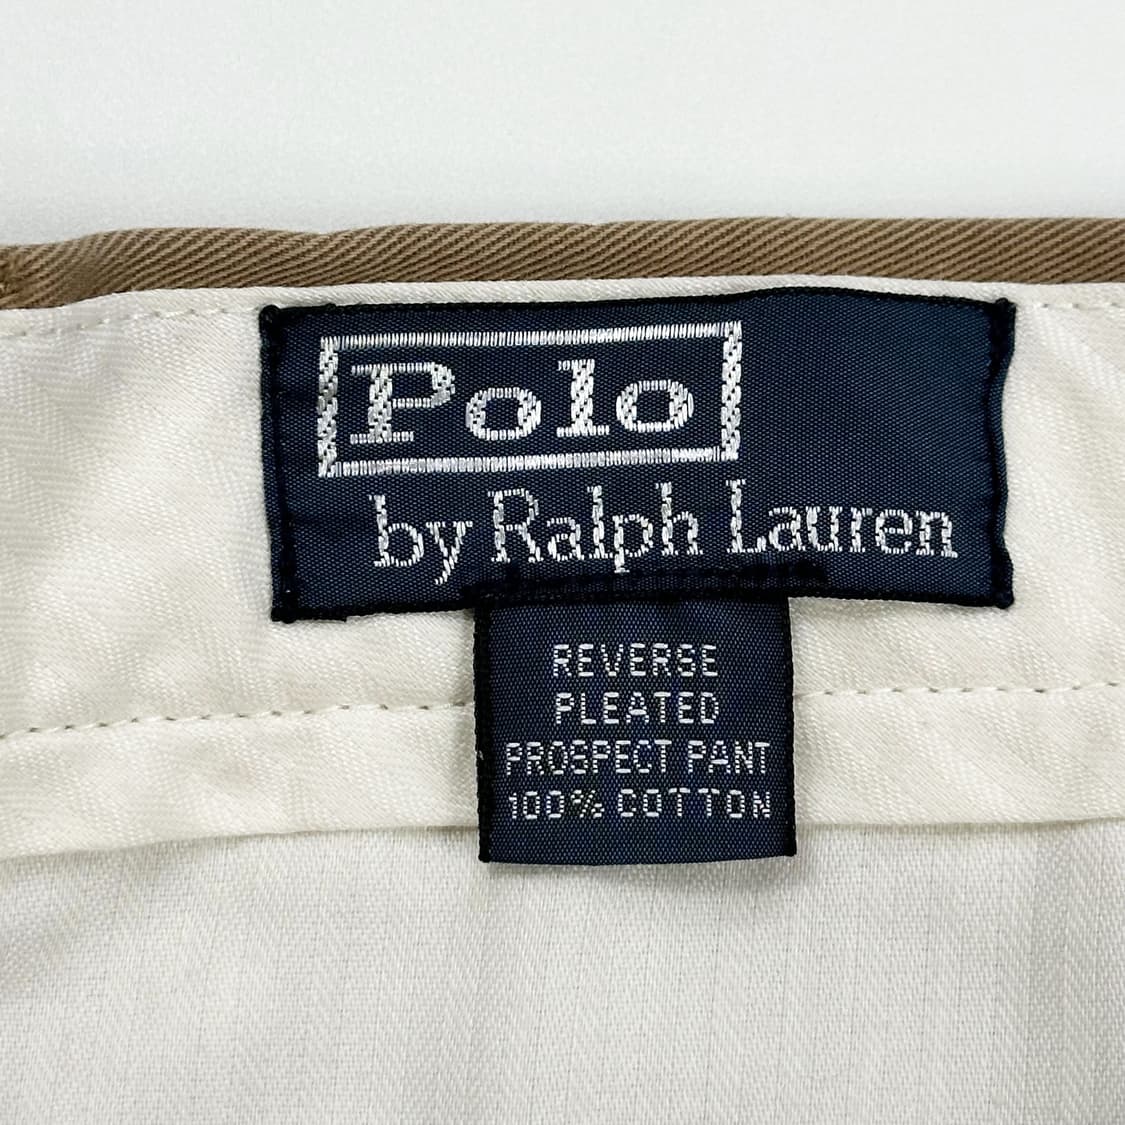 Polo
by Ralph Lauren
REVERSE
PLEATED
PROSPECT PANT
100% COTTON